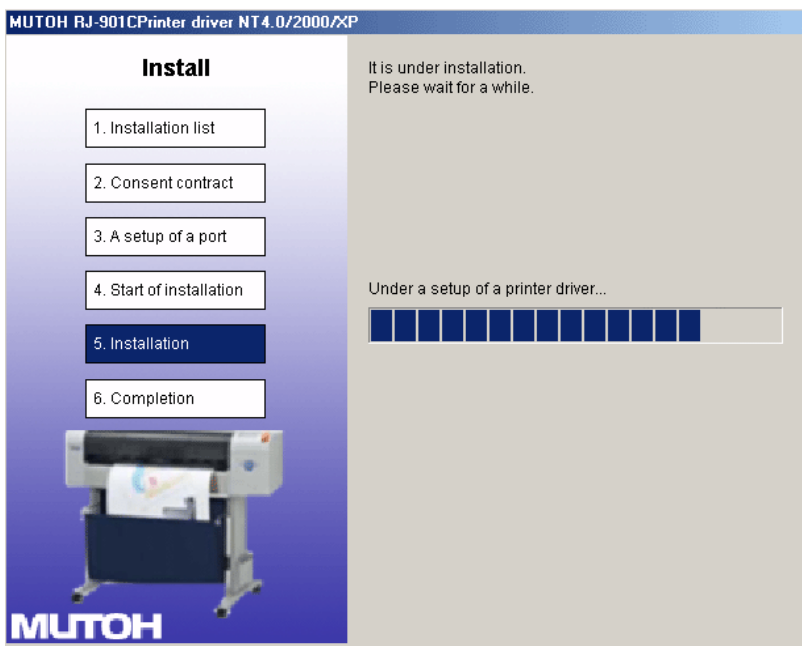 MUTOH RJ-901CPrinter driver NT4.0/2000/XP
Install
1. Installation list
2. Consent contract
3. A setup of a port
4. Start of installation
5. Installation
6. Completion
MUTOH
It is under installation.
Please wait for a while.
Under a setup of a printer driver...